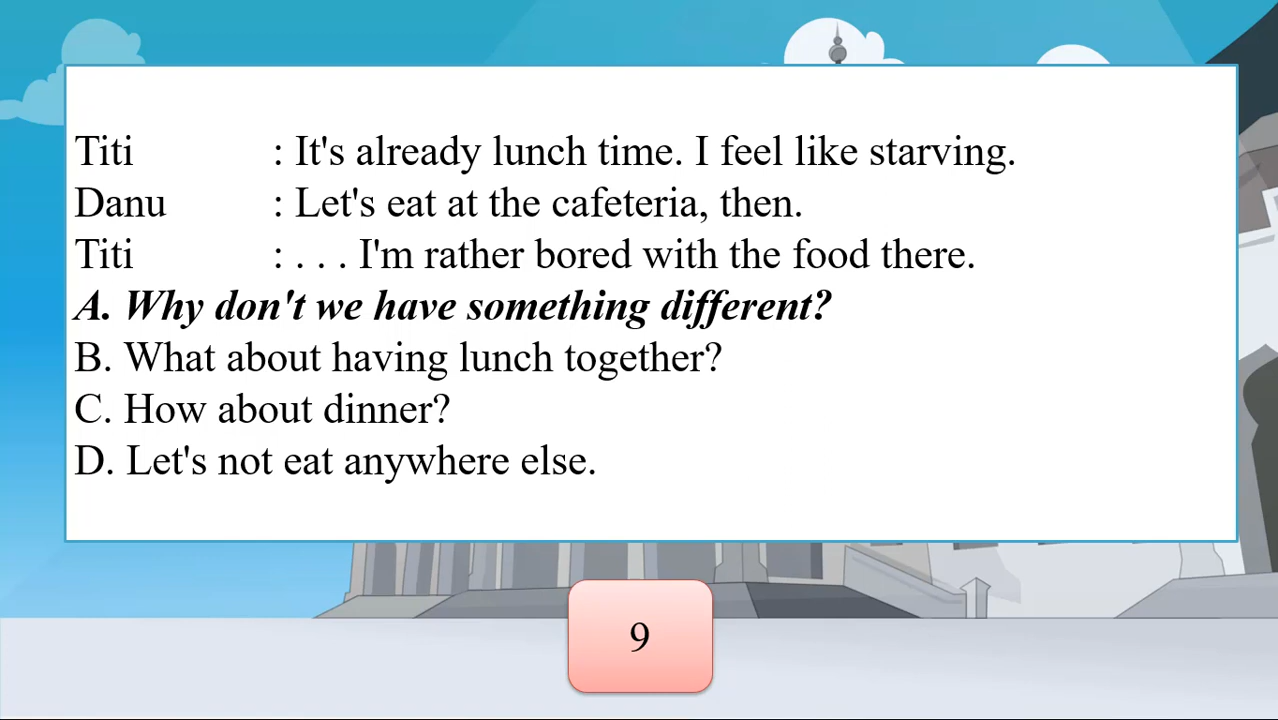 Titi : It's already lunch time. I feel like starving.
Danu : Let's eat at the cafeteria, then.
Titi : . . . I'm rather bored with the food there.
A. Why don't we have something different?
B. What about having lunch together?
C. How about dinner?
D. Let's not eat anywhere else.
9